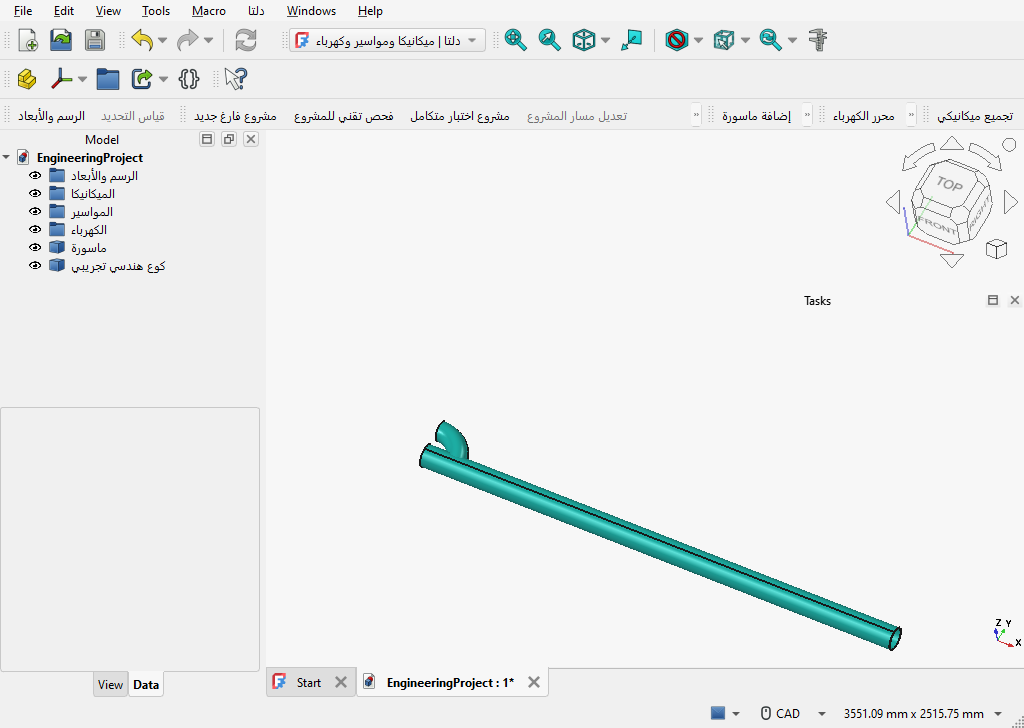 File Edit View Tools Macro دلتا Windows Help
دلتا | ميكانيكا ومواسير وكهرباء
الرسم والأبعاد قياس التحديد مشروع فارغ جديد فحص تقني للمشروع مشروع اختبار متكامل تعديل مسار المشروع » إضافة ماسورة » محرر الكهرباء » تجميع ميكانيكي
Model
EngineeringProject
الرسم والأبعاد
الميكانيكا
المواسير
الكهرباء
ماسورة
كوع هندسي تجريبي
TOP
FRONT
RIGHT
Tasks
Z Y
X
View Data
Start EngineeringProject : 1*
CAD 3551.09 mm x 2515.75 mm